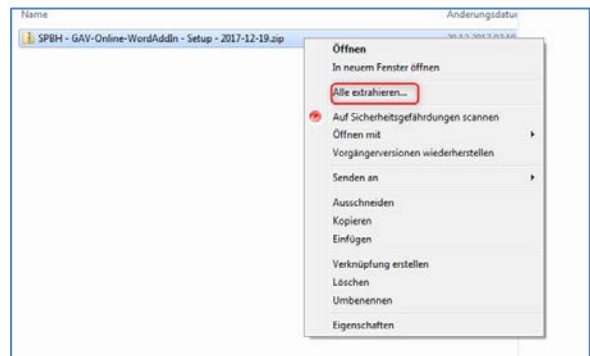 Name Änderungsdatu
SPBH - GAV-Online-WordAddIn - Setup - 2017-12-19.zip
Öffnen
In neuem Fenster öffnen
Alle extrahieren...
Auf Sicherheitsgefährdungen scannen
Öffnen mit
Vorgängerversionen wiederherstellen
Senden an
Ausschneiden
Kopieren
Einfügen
Verknüpfung erstellen
Löschen
Umbenennen
Eigenschaften